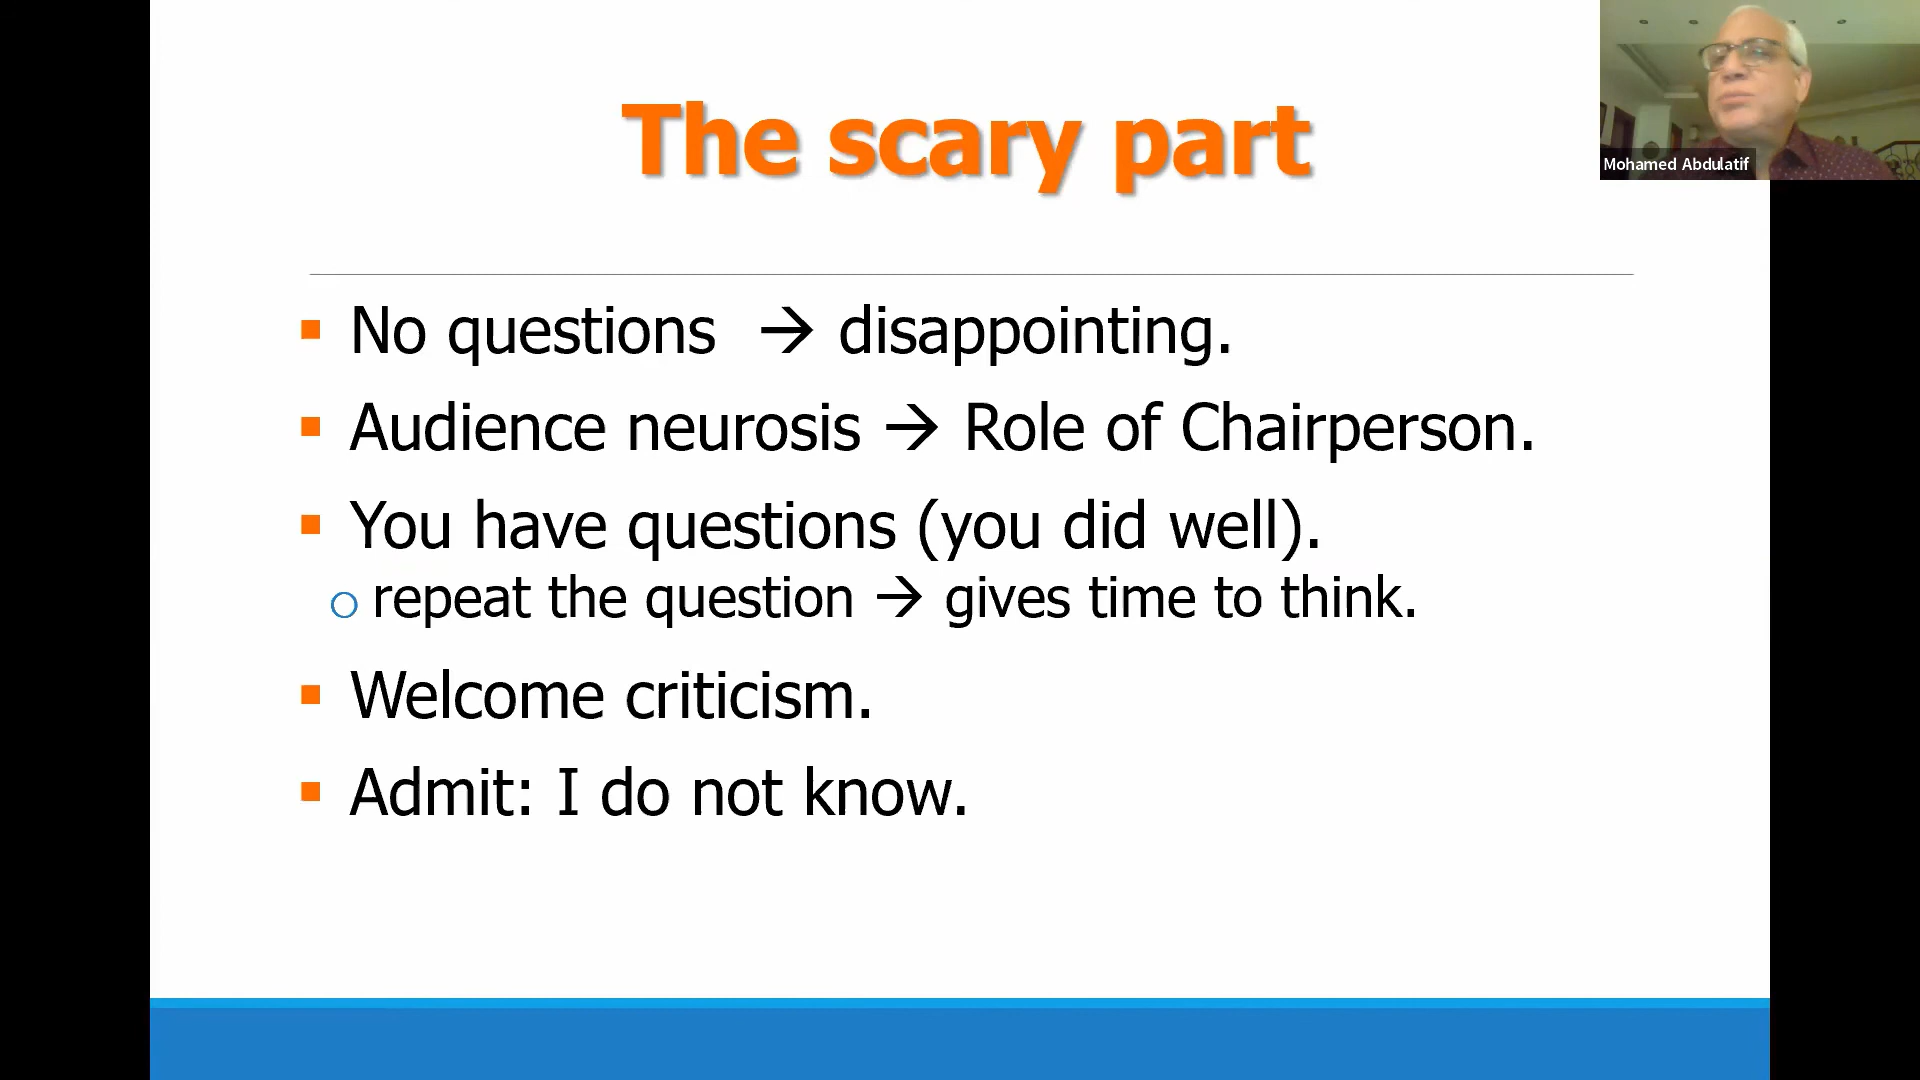 The scary part
Mohamed Abdulatif
▪ No questions → disappointing.
▪ Audience neurosis → Role of Chairperson.
▪ You have questions (you did well).
o repeat the question → gives time to think.
▪ Welcome criticism.
▪ Admit: I do not know.